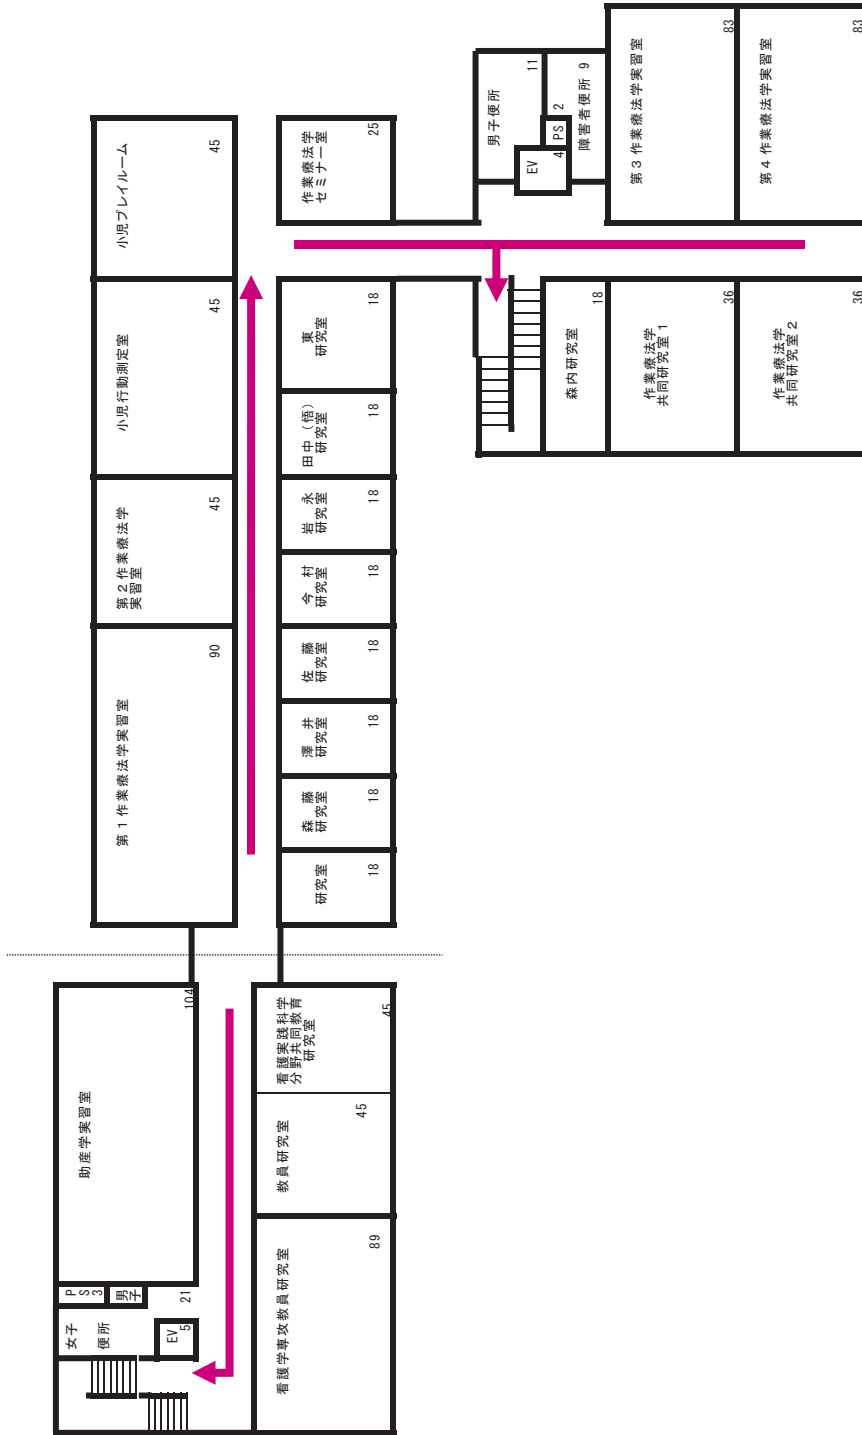 小児プレイルーム
45
小児行動測定室
45
第2作業療法学
実習室
45
第1作業療法学実習室
90
作業療法学
セミナー室
25
東
研究室
18
田中（悟）
研究室
18
岩永
研究室
18
今村
研究室
18
佐藤
研究室
18
澤井
研究室
18
森藤
研究室
18
研究室
18
男子便所
11
EV
4
PS
2
障害者便所 9
第3作業療法学実習室
83
第4作業療法学実習室
83
森内研究室
18
作業療法学
共同研究室1
36
作業療法学
共同研究室2
36
助産学実習室
104
看護実践科学
分野共同教育
研究室
45
教員研究室
45
看護学専攻教員研究室
89
PS
3
男子
21
女子
便所
EV
5